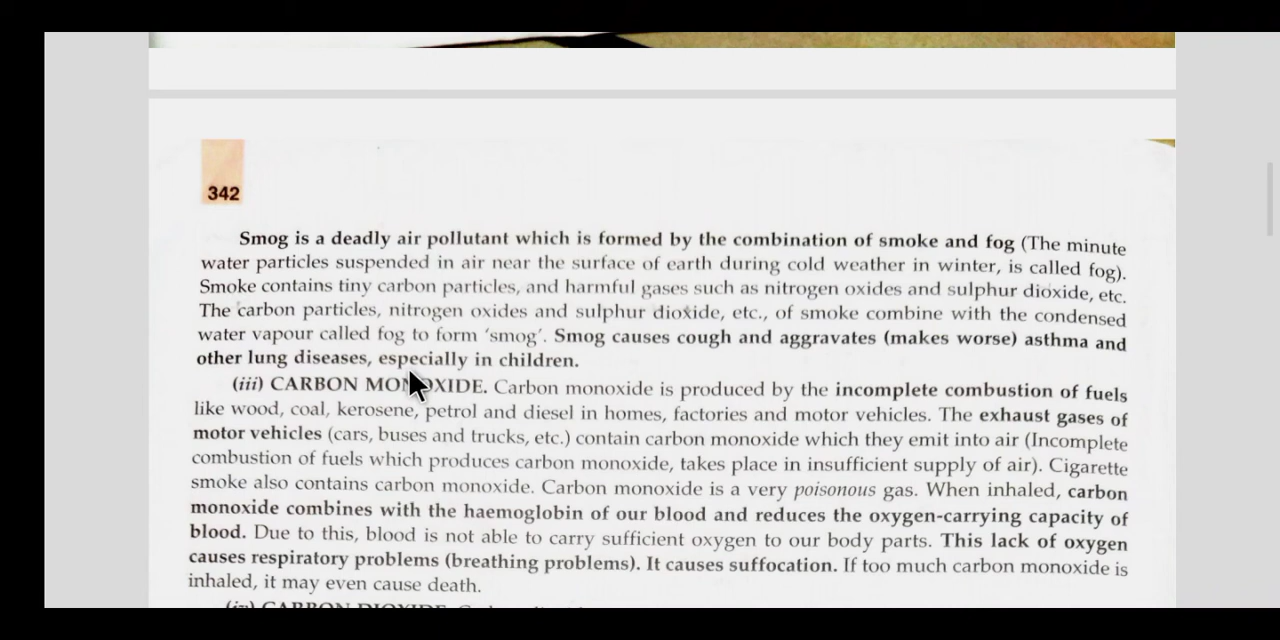 342
Smog is a deadly air pollutant which is formed by the combination of smoke and fog (The minute
water particles suspended in air near the surface of earth during cold weather in winter, is called fog).
Smoke contains tiny carbon particles, and harmful gases such as nitrogen oxides and sulphur dioxide, etc.
The carbon particles, nitrogen oxides and sulphur dioxide, etc., of smoke combine with the condensed
water vapour called fog to form ‘smog’. Smog causes cough and aggravates (makes worse) asthma and
other lung diseases, especially in children.
(iii) CARBON MONOXIDE. Carbon monoxide is produced by the incomplete combustion of fuels
like wood, coal, kerosene, petrol and diesel in homes, factories and motor vehicles. The exhaust gases of
motor vehicles (cars, buses and trucks, etc.) contain carbon monoxide which they emit into air (Incomplete
combustion of fuels which produces carbon monoxide, takes place in insufficient supply of air). Cigarette
smoke also contains carbon monoxide. Carbon monoxide is a very poisonous gas. When inhaled, carbon
monoxide combines with the haemoglobin of our blood and reduces the oxygen-carrying capacity of
blood. Due to this, blood is not able to carry sufficient oxygen to our body parts. This lack of oxygen
causes respiratory problems (breathing problems). It causes suffocation. If too much carbon monoxide is
inhaled, it may even cause death.
(iv) CARBON DIOXIDE.